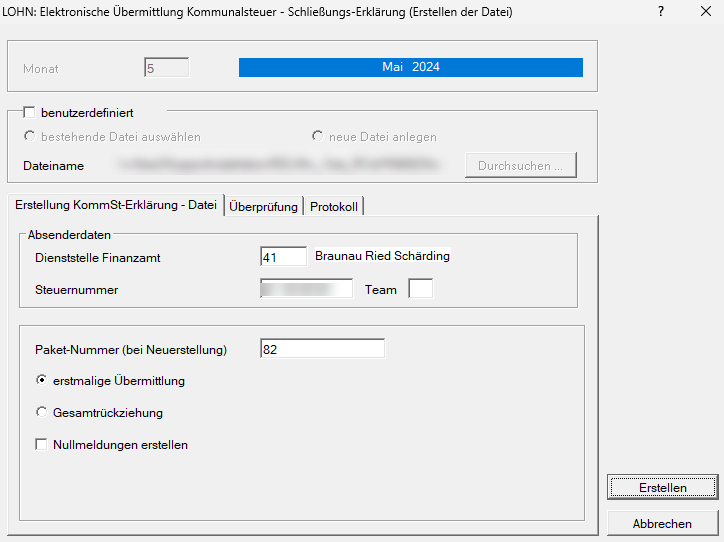 LOHN: Elektronische Übermittlung Kommunalsteuer - Schließungs-Erklärung (Erstellen der Datei)
? ✕
Monat 5 Mai 2024
benutzerdefiniert
bestehende Datei auswählen neue Datei anlegen
Dateiname Durchsuchen ...
Erstellung KommSt-Erklärung - Datei Überprüfung Protokoll
Absenderdaten
Dienststelle Finanzamt 41 Braunau Ried Schärding
Steuernummer Team
Paket-Nummer (bei Neuerstellung) 82
erstmalige Übermittlung
Gesamtrückziehung
Nullmeldungen erstellen
Erstellen
Abbrechen